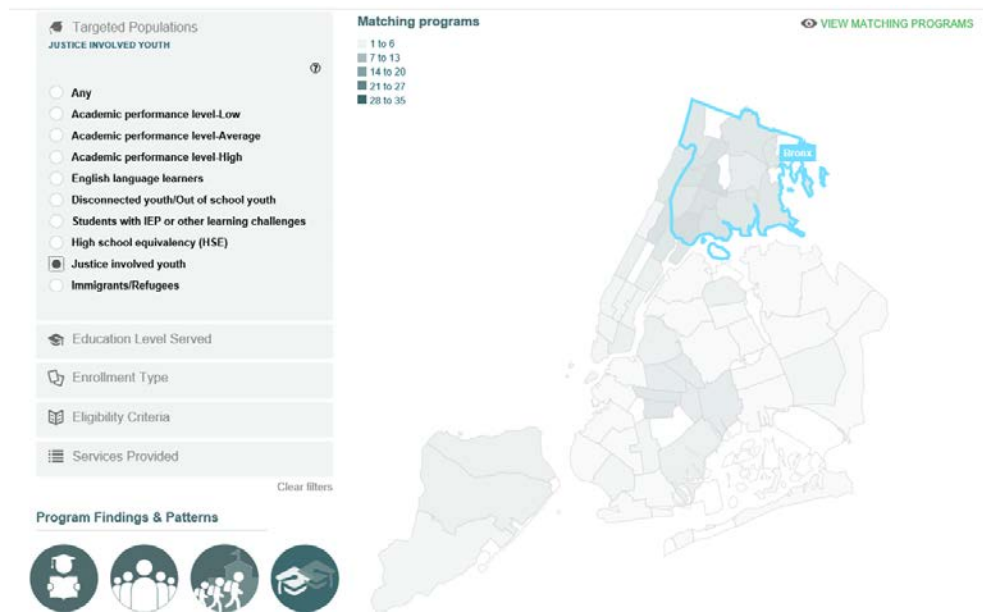 Targeted Populations
JUSTICE INVOLVED YOUTH
?
Any
Academic performance level-Low
Academic performance level-Average
Academic performance level-High
English language learners
Disconnected youth/Out of school youth
Students with IEP or other learning challenges
High school equivalency (HSE)
Justice involved youth
Immigrants/Refugees
Education Level Served
Enrollment Type
Eligibility Criteria
Services Provided
Clear filters
Program Findings & Patterns
Matching programs
1 to 6
7 to 13
14 to 20
21 to 27
28 to 35
VIEW MATCHING PROGRAMS
Bronx